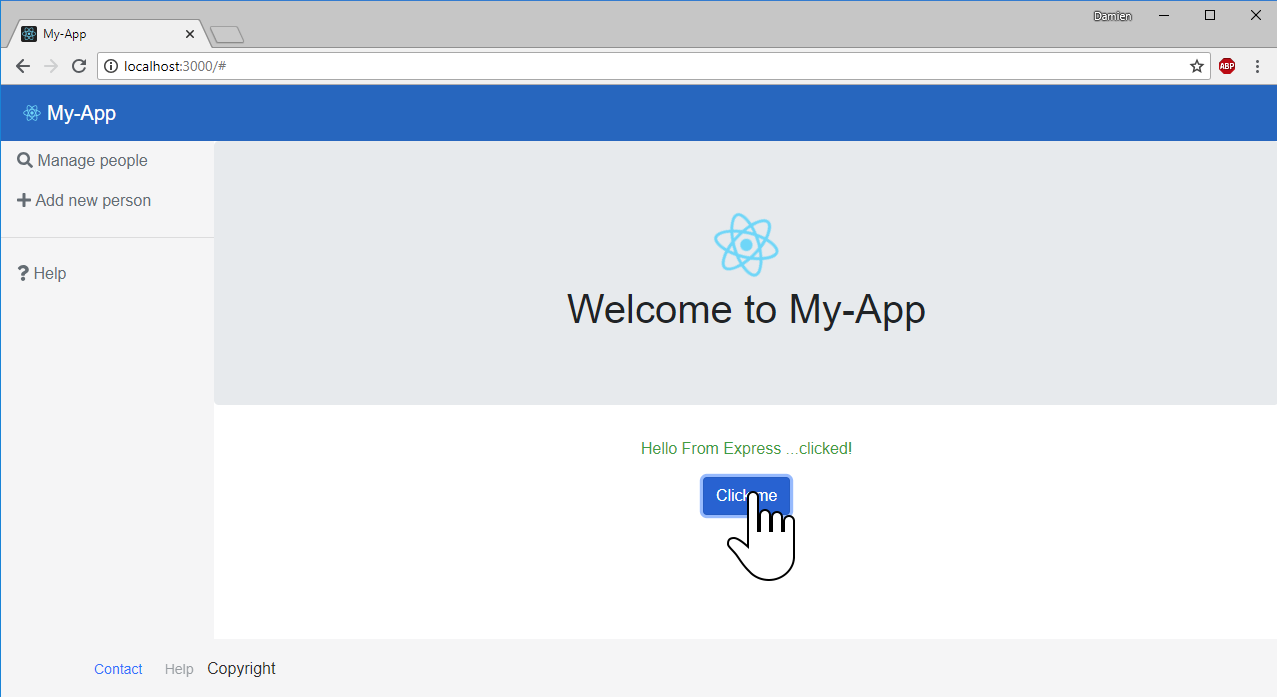 Damien
My-App
localhost:3000/#
ABP
My-App
Manage people
Add new person
Help
Welcome to My-App
Hello From Express ...clicked!
Click me
Contact Help Copyright